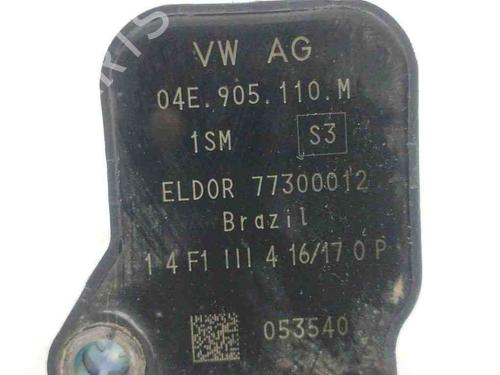 VW AG
04E.905.110.M
1SM S3
ELDOR 77300012
Brazil
1 4 F1 III 4 16/17 0 P
053540